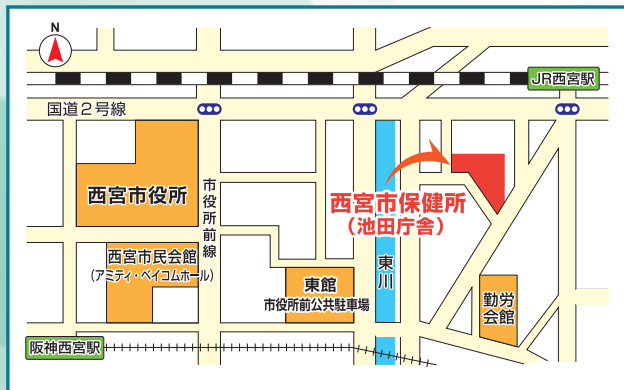 N
JR西宮駅
国道2号線
西宮市役所
市役所前線
西宮市保健所
(池田庁舎)
西宮市民会館
(アミティ・ベイコムホール)
東館
市役所前公共駐車場
東川
勤労
会館
阪神西宮駅